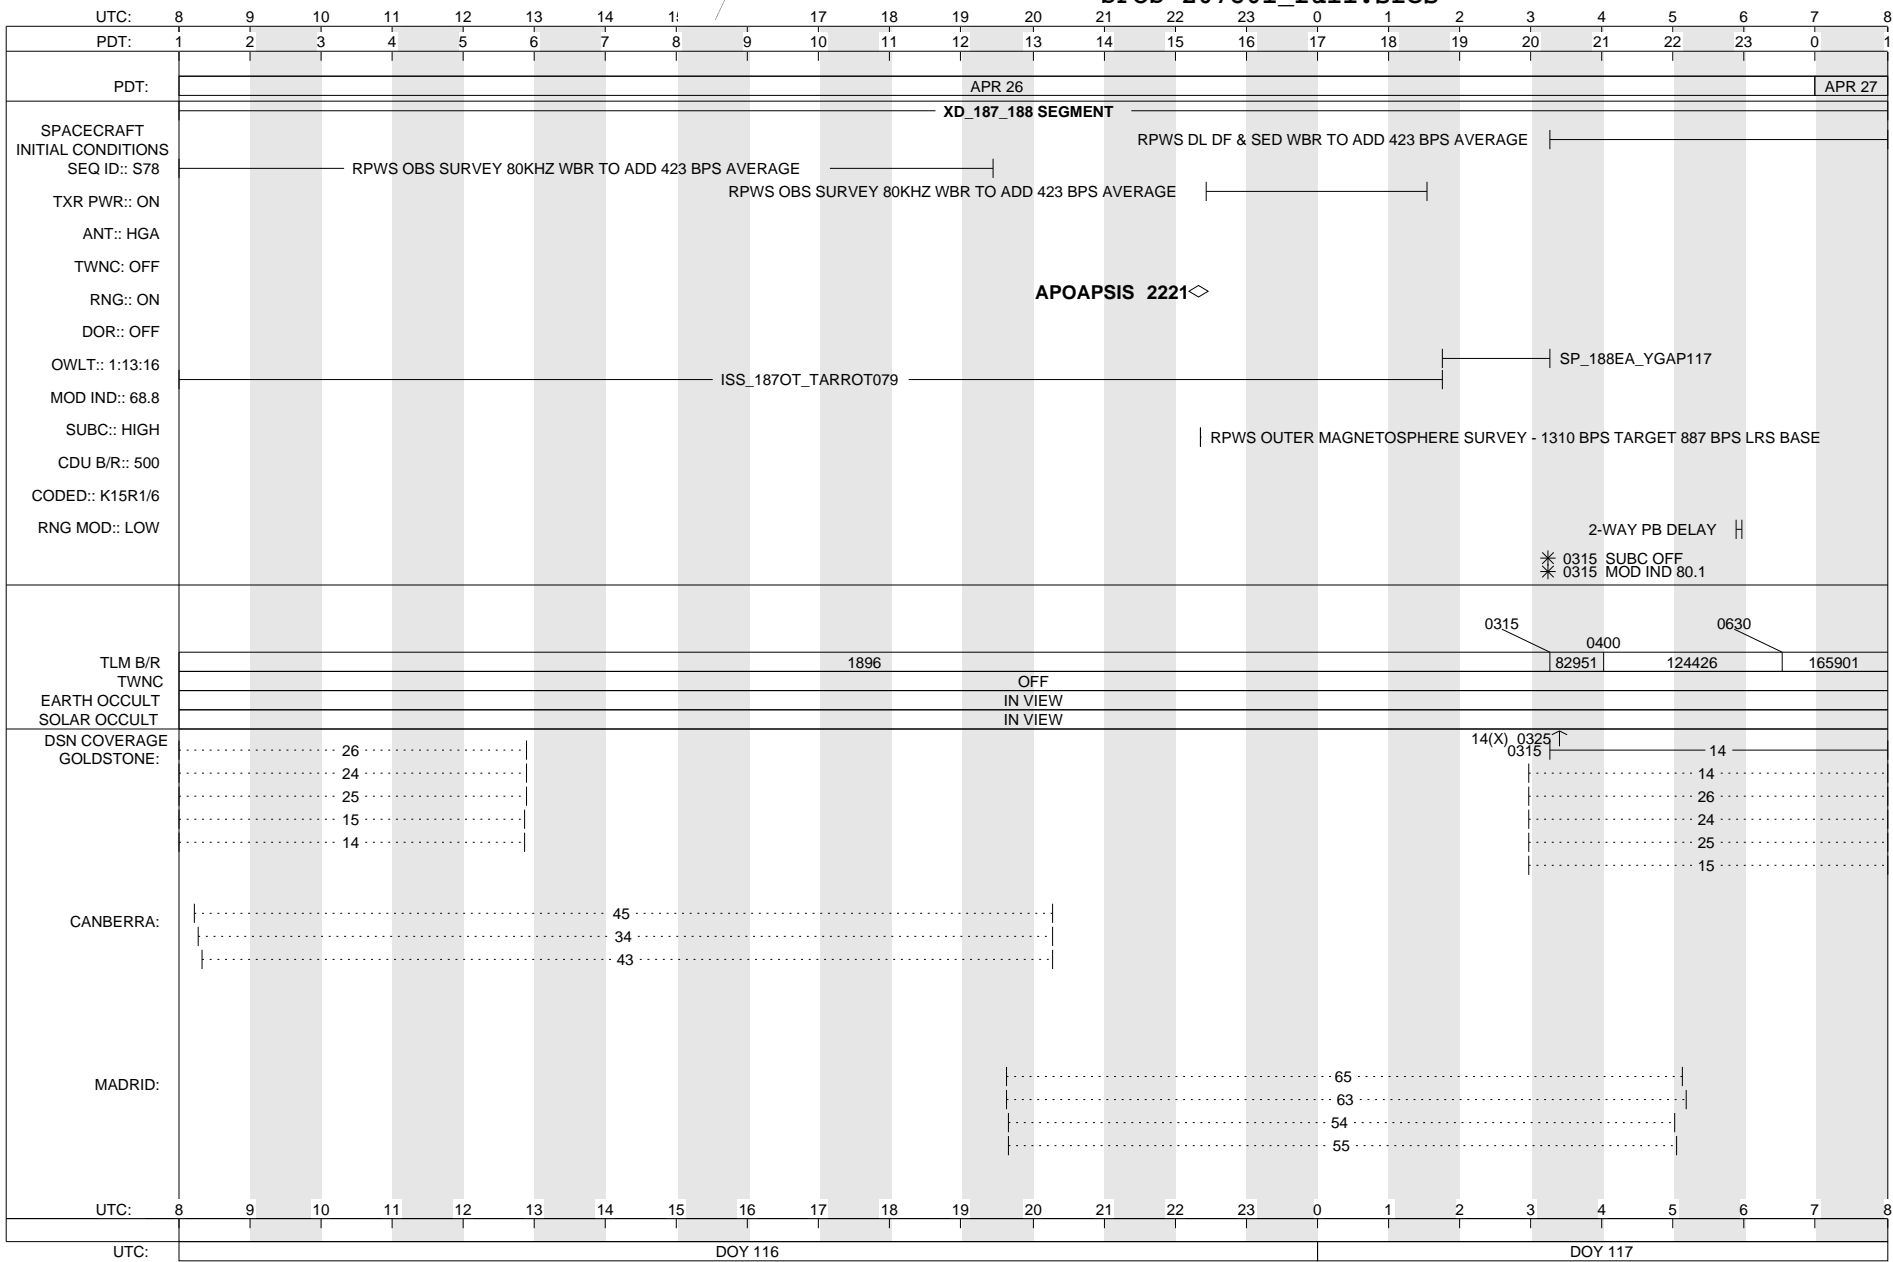 UTC: 8 9 10 11 12 13 14 17 18 19 20 21 22 23 0 1 2 3 4 5 6 7 8
PDT: 1 2 3 4 5 6 7 8 9 10 11 12 13 14 15 16 17 18 19 20 21 22 23 0 1
PDT: APR 26 APR 27
XD_187_188 SEGMENT
SPACECRAFT
INITIAL CONDITIONS
RPWS DL DF & SED WBR TO ADD 423 BPS AVERAGE
SEQ ID:: S78 RPWS OBS SURVEY 80KHZ WBR TO ADD 423 BPS AVERAGE
RPWS OBS SURVEY 80KHZ WBR TO ADD 423 BPS AVERAGE
TXR PWR:: ON
ANT:: HGA
TWNC: OFF
APOAPSIS 2221
RNG:: ON
DOR:: OFF
SP_188EA_YGAP117
OWLT:: 1:13:16
ISS_187OT_TARROT079
MOD IND:: 68.8
SUBC:: HIGH
RPWS OUTER MAGNETOSPHERE SURVEY - 1310 BPS TARGET 887 BPS LRS BASE
CDU B/R:: 500
CODED:: K15R1/6
RNG MOD:: LOW 2-WAY PB DELAY
0315 SUBC OFF
0315 MOD IND 80.1
0315 0630
0400
TLM B/R 1896 82951 124426 165901
TWNC OFF
EARTH OCCULT IN VIEW
SOLAR OCCULT IN VIEW
DSN COVERAGE 14(X) 0325
GOLDSTONE: 26 0315 14
24 14
25 26
15 24
14 25
15
CANBERRA: 45
34
43
MADRID: 65
63
54
55
UTC: 8 9 10 11 12 13 14 15 16 17 18 19 20 21 22 23 0 1 2 3 4 5 6 7 8
UTC: DOY 116 DOY 117